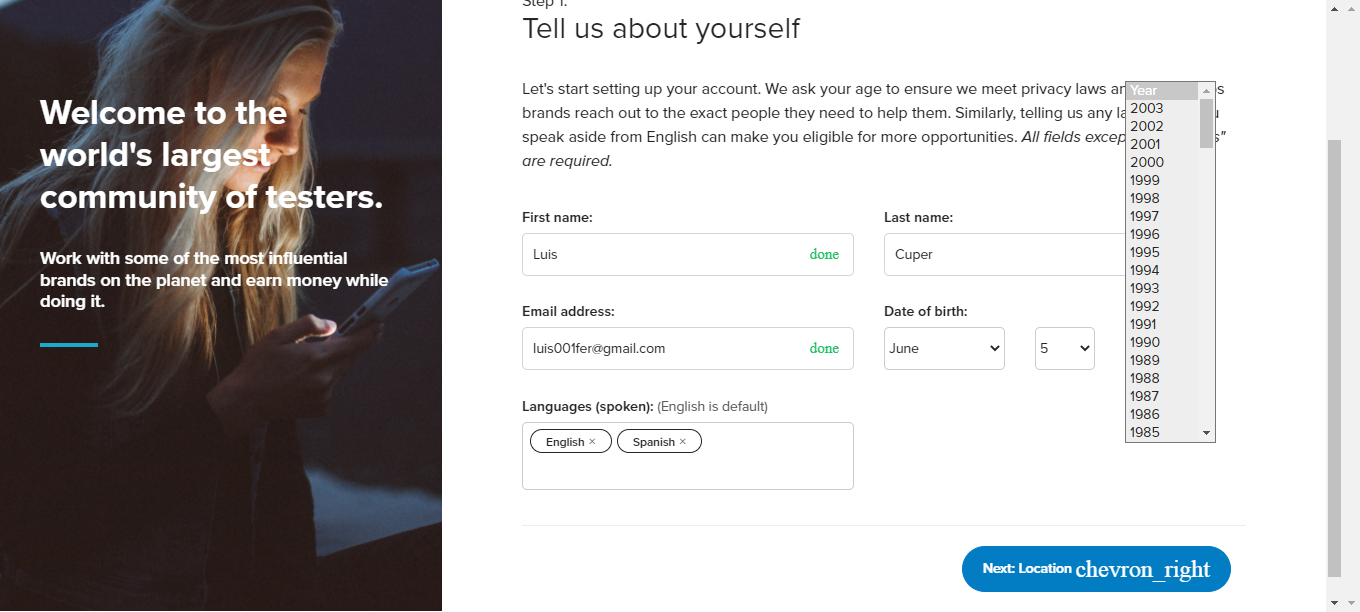 Welcome to the
world's largest
community of testers.
Work with some of the most influential
brands on the planet and earn money while
doing it.
Step 1.
Tell us about yourself
Let's start setting up your account. We ask your age to ensure we meet privacy laws
brands reach out to the exact people they need to help them. Similarly, telling us any
speak aside from English can make you eligible for more opportunities. All fields
are required.
First name:
Last name:
Luis
done
Cuper
Email address:
Date of birth:
luis001fer@gmail.com
done
June
5
Year
2003
2002
2001
2000
1999
1998
1997
1996
1995
1994
1993
1992
1991
1990
1989
1988
1987
1986
1985
Languages (spoken): (English is default)
English ×
Spanish ×
Next: Location chevron_right